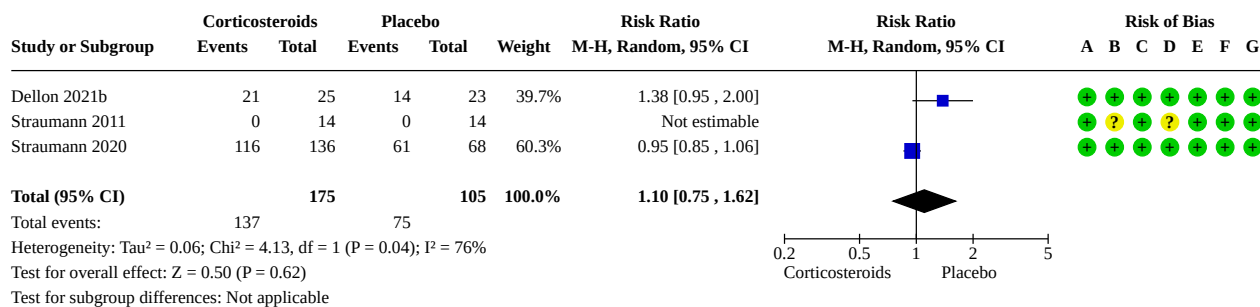 Corticosteroids Placebo Risk Ratio Risk Ratio Risk of Bias
Study or Subgroup Events Total Events Total Weight M-H, Random, 95% CI M-H, Random, 95% CI A B C D E F G
Dellon 2021b 21 25 14 23 39.7% 1.38 [0.95 , 2.00] + + + + + + +
Straumann 2011 0 14 0 14 Not estimable + ? + ? + + +
Straumann 2020 116 136 61 68 60.3% 0.95 [0.85 , 1.06] + + + + + + +
Total (95% CI) 175 105 100.0% 1.10 [0.75 , 1.62]
Total events: 137 75
Heterogeneity: Tau² = 0.06; Chi² = 4.13, df = 1 (P = 0.04); I² = 76%
0.2 0.5 1 2 5
Test for overall effect: Z = 0.50 (P = 0.62) Corticosteroids Placebo
Test for subgroup differences: Not applicable